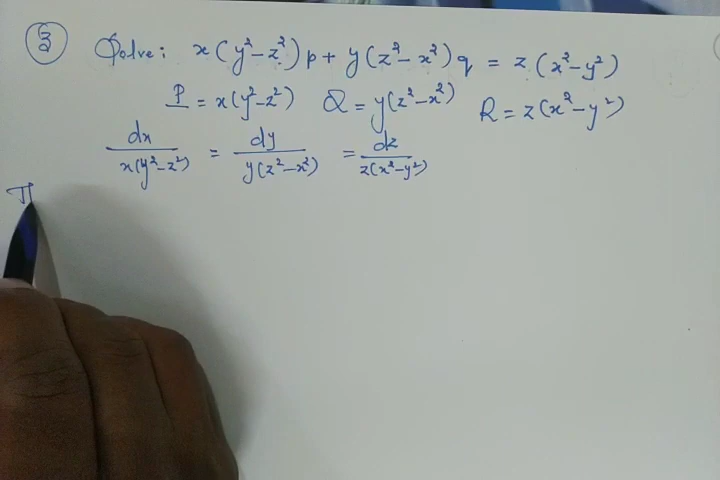 ③ Solve: x(y²-z²)p+y(z²-x²)q = z(x²-y²)
P = x(y²-z²) Q = y(z²-x²) R = z(x²-y²)
dx/x(y²-z²) = dy/y(z²-x²) = dz/z(x²-y²)